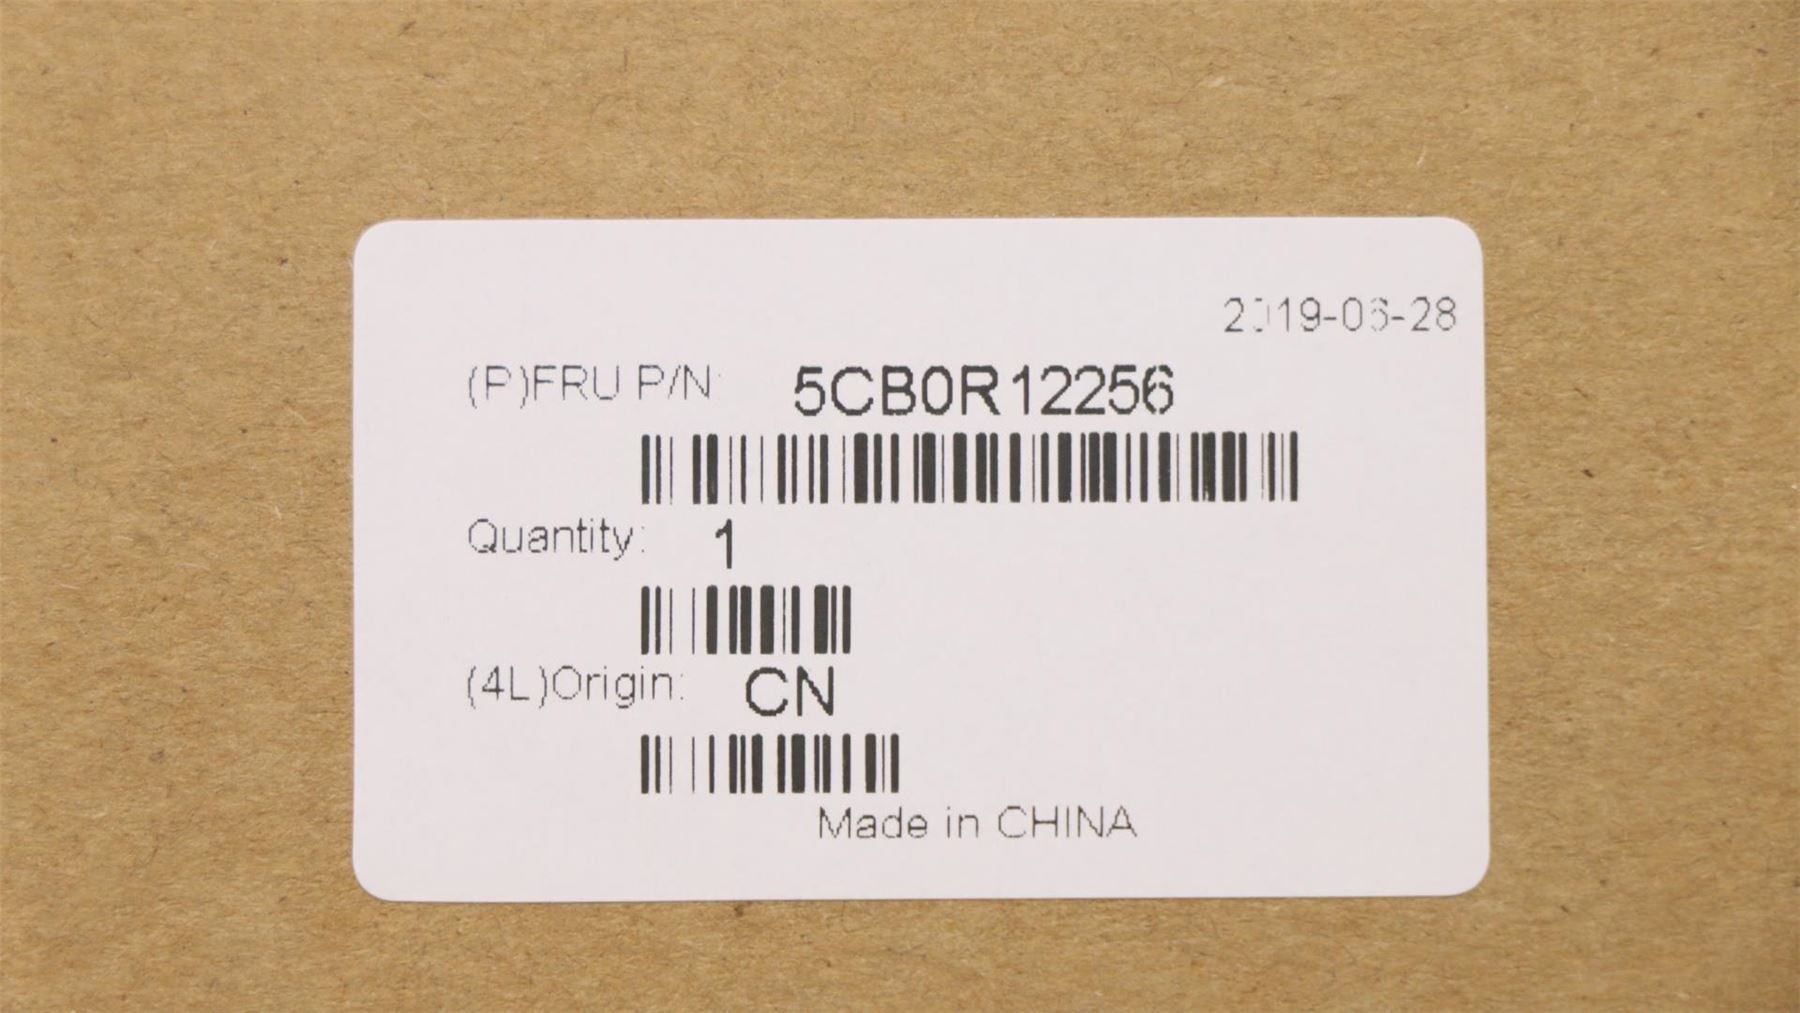 2019-06-28
(P)FRU P/N: 5CB0R12256
Quantity: 1
(4L)Origin: CN
Made in CHINA